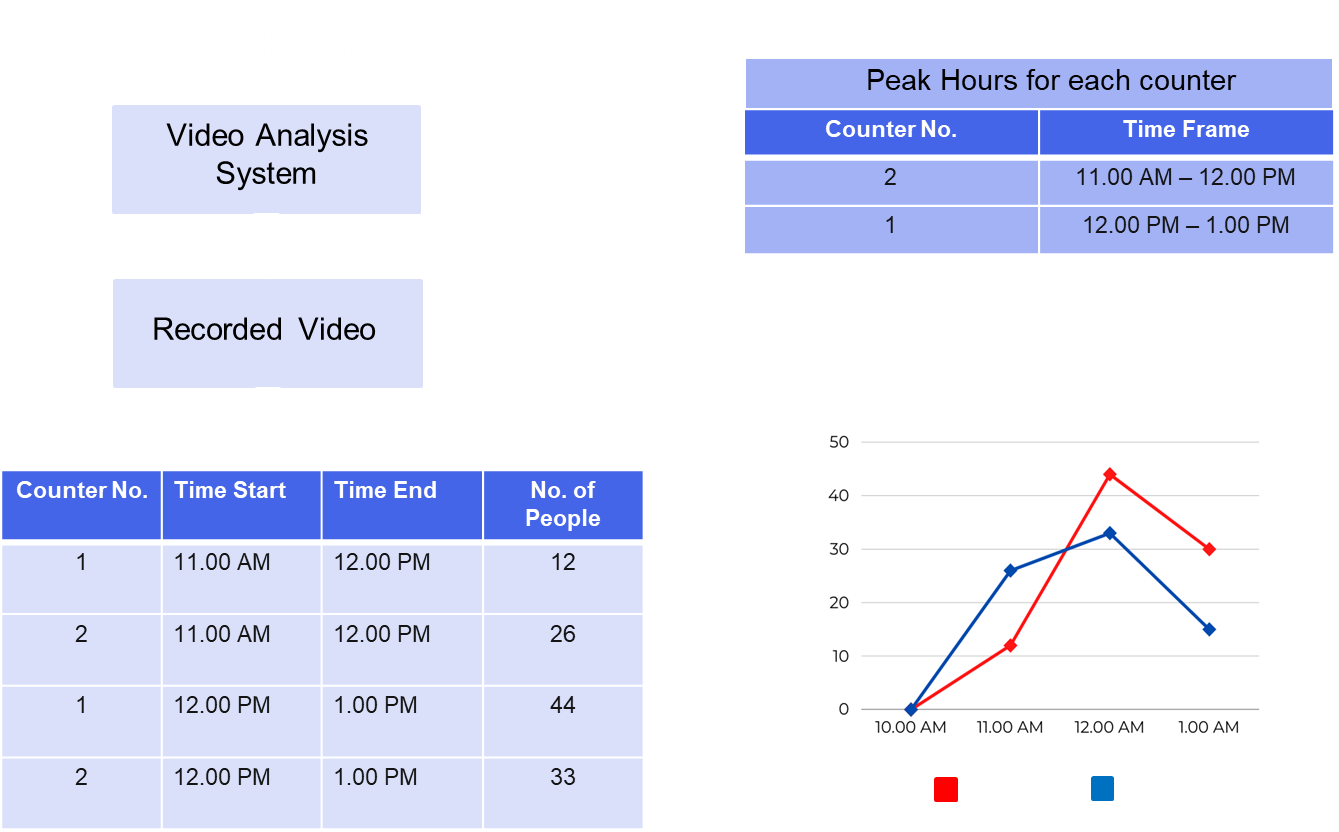 Video Analysis
System
Recorded Video
Counter No. Time Start Time End No. of
People
1 11.00 AM 12.00 PM 12
2 11.00 AM 12.00 PM 26
1 12.00 PM 1.00 PM 44
2 12.00 PM 1.00 PM 33
Peak Hours for each counter
Counter No. Time Frame
2 11.00 AM – 12.00 PM
1 12.00 PM – 1.00 PM
50
40
30
20
10
0
10.00 AM 11.00 AM 12.00 AM 1.00 AM